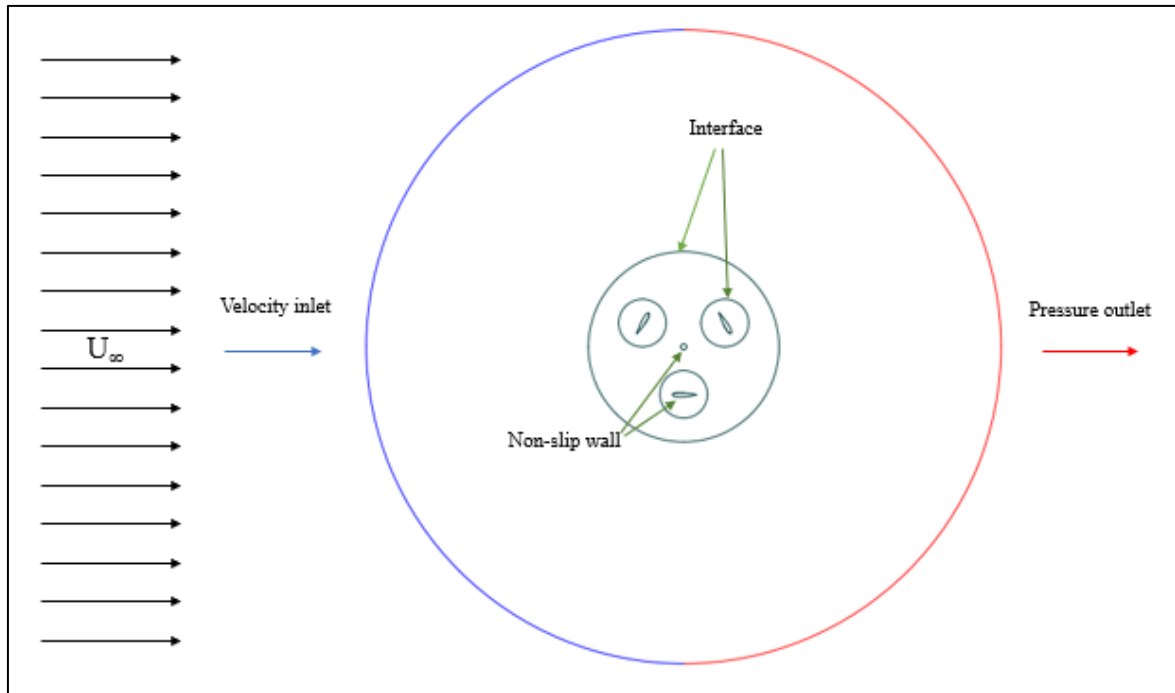 Interface
Velocity inlet
Pressure outlet
U∞
Non-slip wall